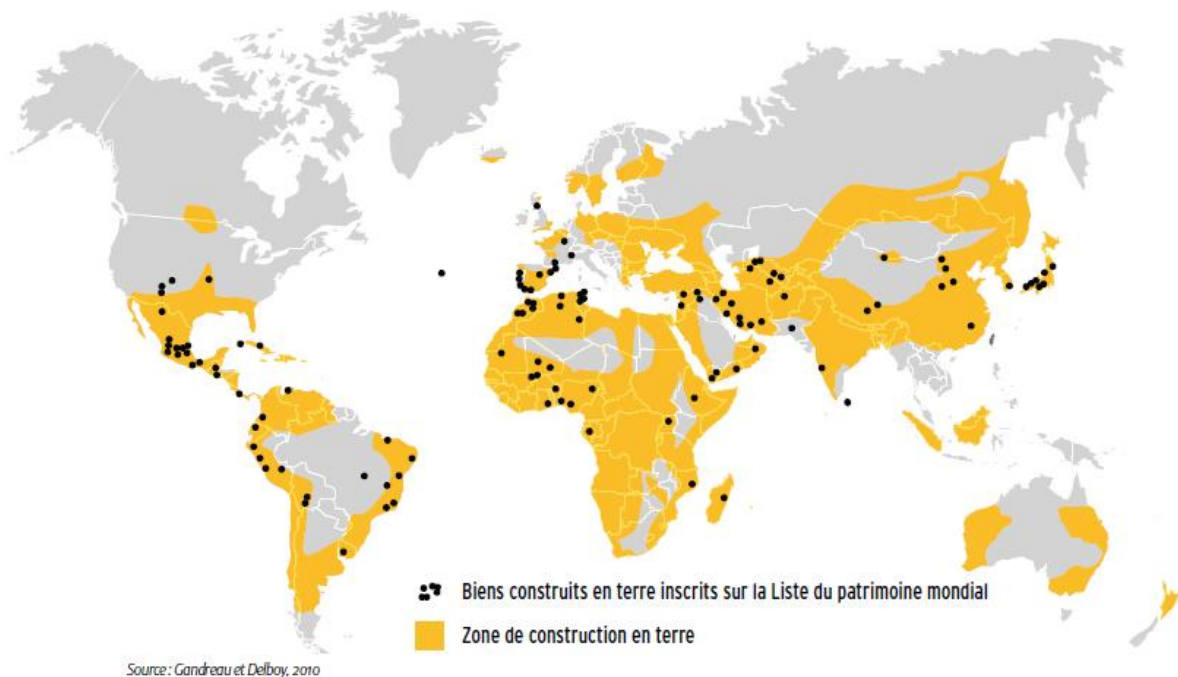 Biens construits en terre inscrits sur la Liste du patrimoine mondial
Zone de construction en terre
Source : Gandreau et Delboy, 2010